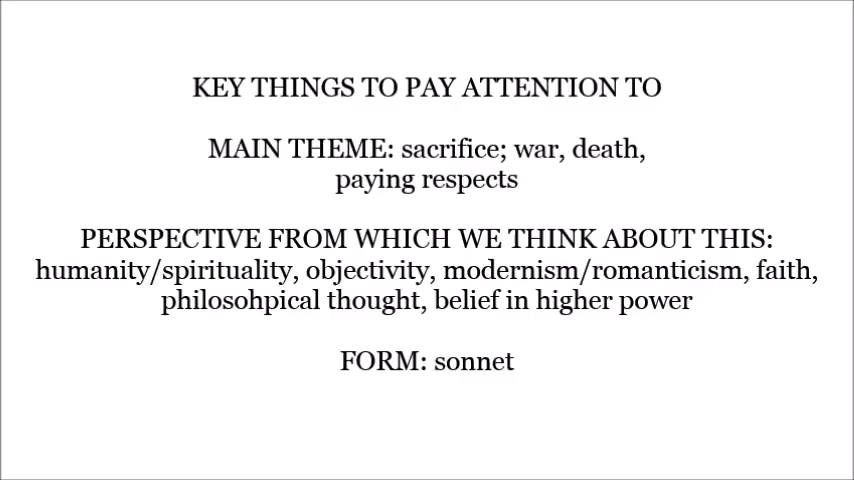 KEY THINGS TO PAY ATTENTION TO
MAIN THEME: sacrifice; war, death,
paying respects
PERSPECTIVE FROM WHICH WE THINK ABOUT THIS:
humanity/spirituality, objectivity, modernism/romanticism, faith,
philosohpical thought, belief in higher power
FORM: sonnet